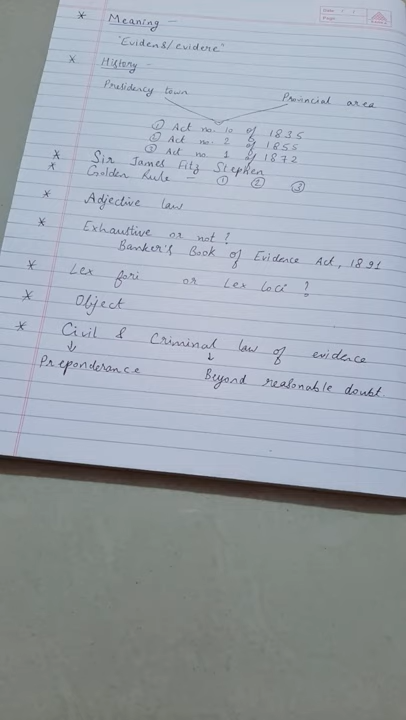 * Meaning -
"Evidens/evidere"
* History -
Presidency town Provincial area
① Act no. 10 of 1835
② Act no. 2 of 1855
③ Act no. 1 of 1872
* Sir James Fitz Stephen
* Golden Rule - ① ② ③
* Adjective law
* Exhaustive or not?
Banker's Book of Evidence Act, 1891
* Lex fori or Lex loci?
* Object
* Civil & Criminal law of evidence
↓ ↓
Preponderance Beyond reasonable doubt.